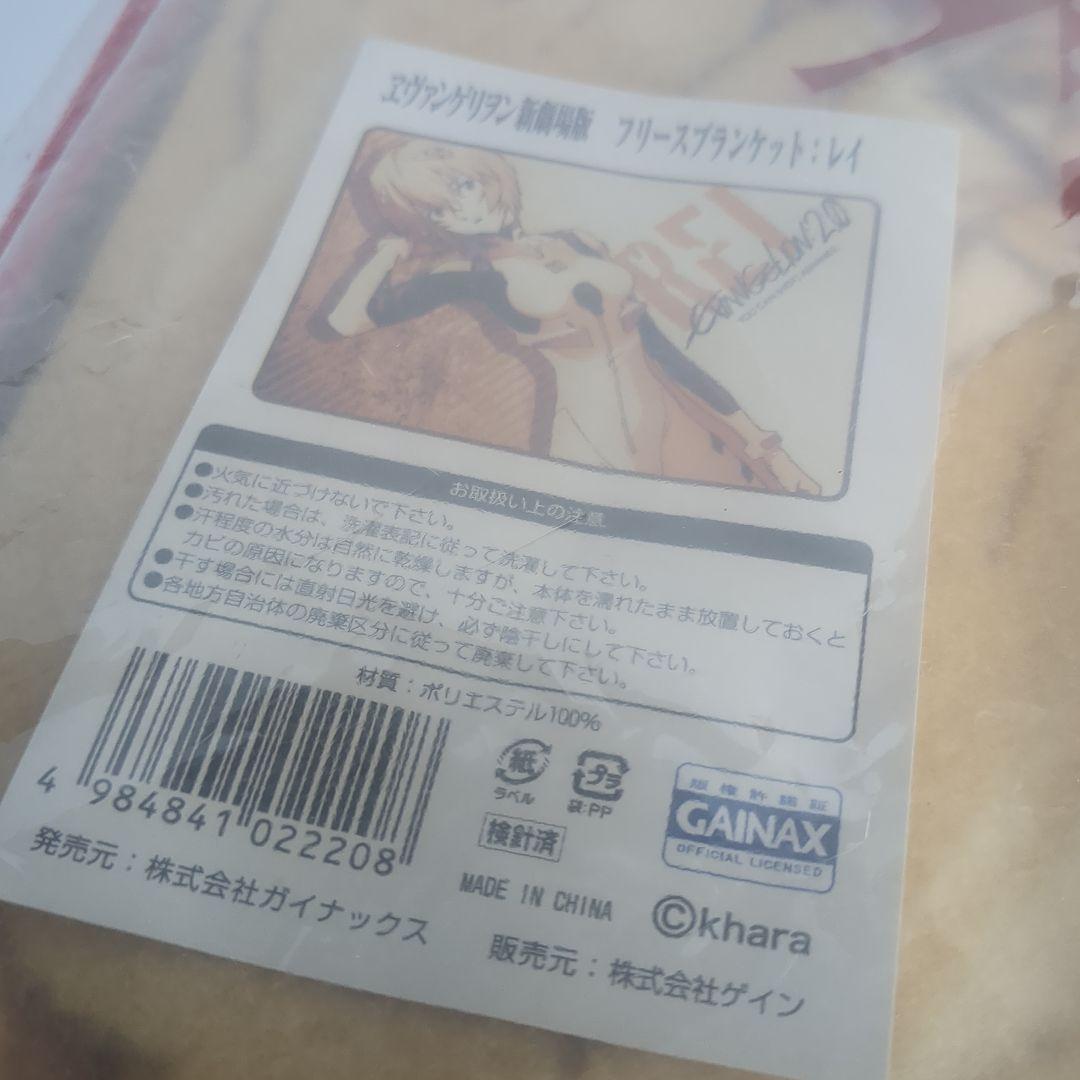 ヱヴァンゲリヲン新劇場版　フリースブランケット：レイ
REI
EVANGELION:2.0
YOU CAN (NOT) ADVANCE.
お取扱い上の注意
●火気に近づけないで下さい。
●汚れた場合は、洗濯表記に従って洗濯して下さい。
●汗程度の水分は自然に乾燥しますが、本体を濡れたまま放置しておくと
カビの原因になりますので、十分ご注意下さい。
●干す場合には直射日光を避け、必ず陰干しにして下さい。
●各地方自治体の廃棄区分に従って廃棄して下さい。
材質：ポリエステル100%
4 984841 022208
紙
ラベル
プラ
袋:PP
検針済
MADE IN CHINA
版権許諾証
GAINAX
OFFICIAL LICENSED
©khara
発売元：株式会社ガイナックス
販売元：株式会社ゲイン